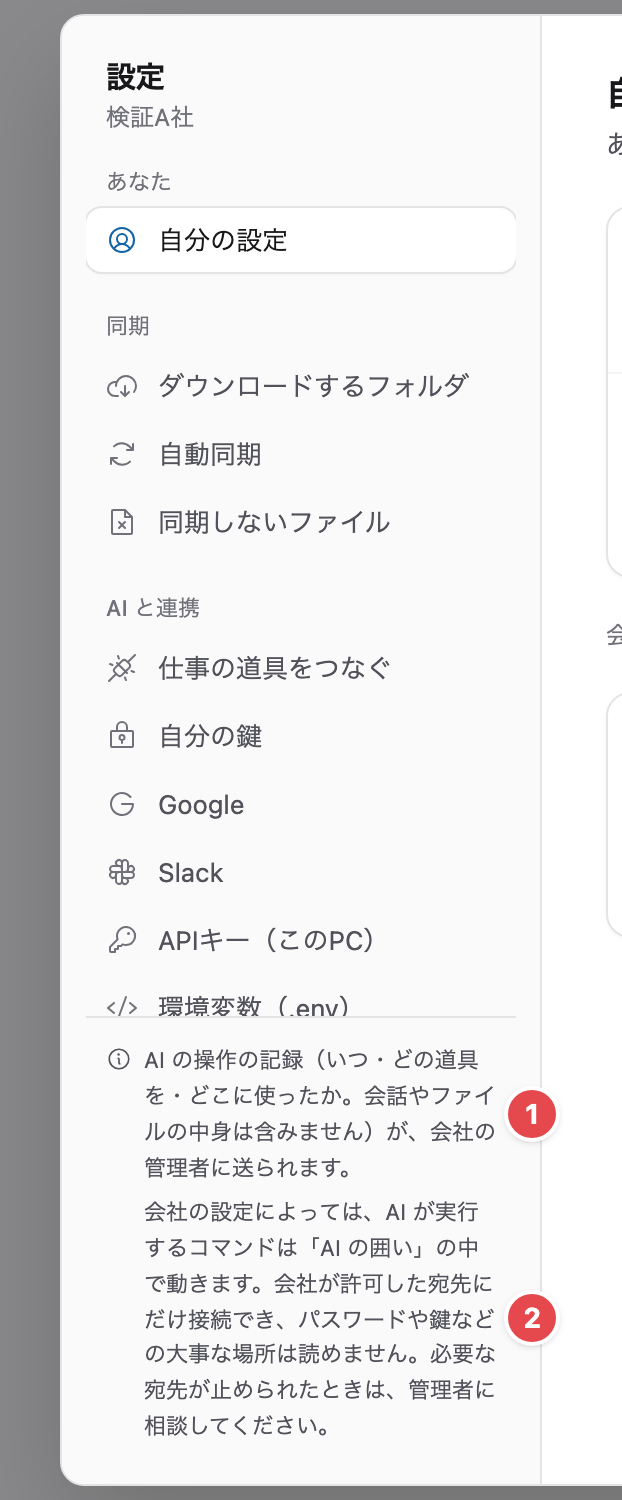 設定
検証A社
あなた
自分の設定
同期
ダウンロードするフォルダ
自動同期
同期しないファイル
AI と連携
仕事の道具をつなぐ
自分の鍵
Google
Slack
APIキー（このPC）
環境変数（.env）
AI の操作の記録（いつ・どの道具
を・どこに使ったか。会話やファイ
ルの中身は含みません）が、会社の
管理者に送られます。
1
会社の設定によっては、AI が実行
するコマンドは「AI の囲い」の中
で動きます。会社が許可した宛先に
だけ接続でき、パスワードや鍵など
の大事な場所は読めません。必要な
宛先が止められたときは、管理者に
相談してください。
2